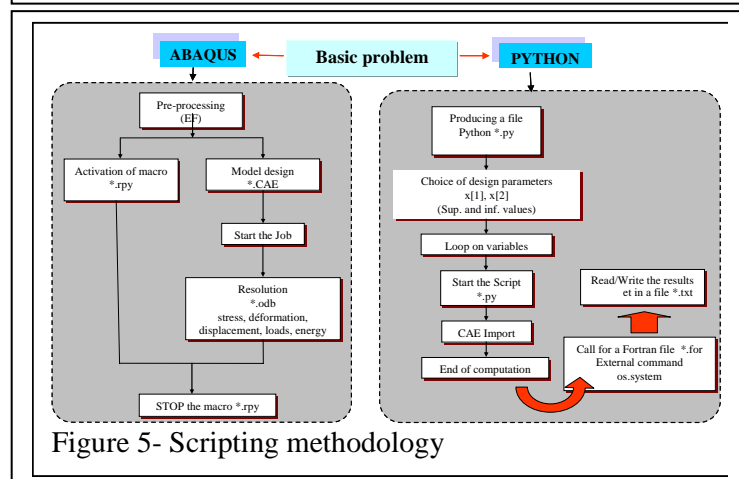 Basic problem
ABAQUS
Pre-processing
(EF)
Activation of macro
*.rpy
Model design
*.CAE
Start the Job
Resolution
*.odb
stress, déformation,
displacement, loads, energy
STOP the macro *.rpy
PYTHON
Producing a file
Python *.py
Choice of design parameters
x[1], x[2]
(Sup. and inf. values)
Loop on variables
Start the Script
*.py
CAE Import
End of computation
Call for a Fortran file *.for
External command
os.system
Read/Write the results
et in a file *.txt
Figure 5- Scripting methodology